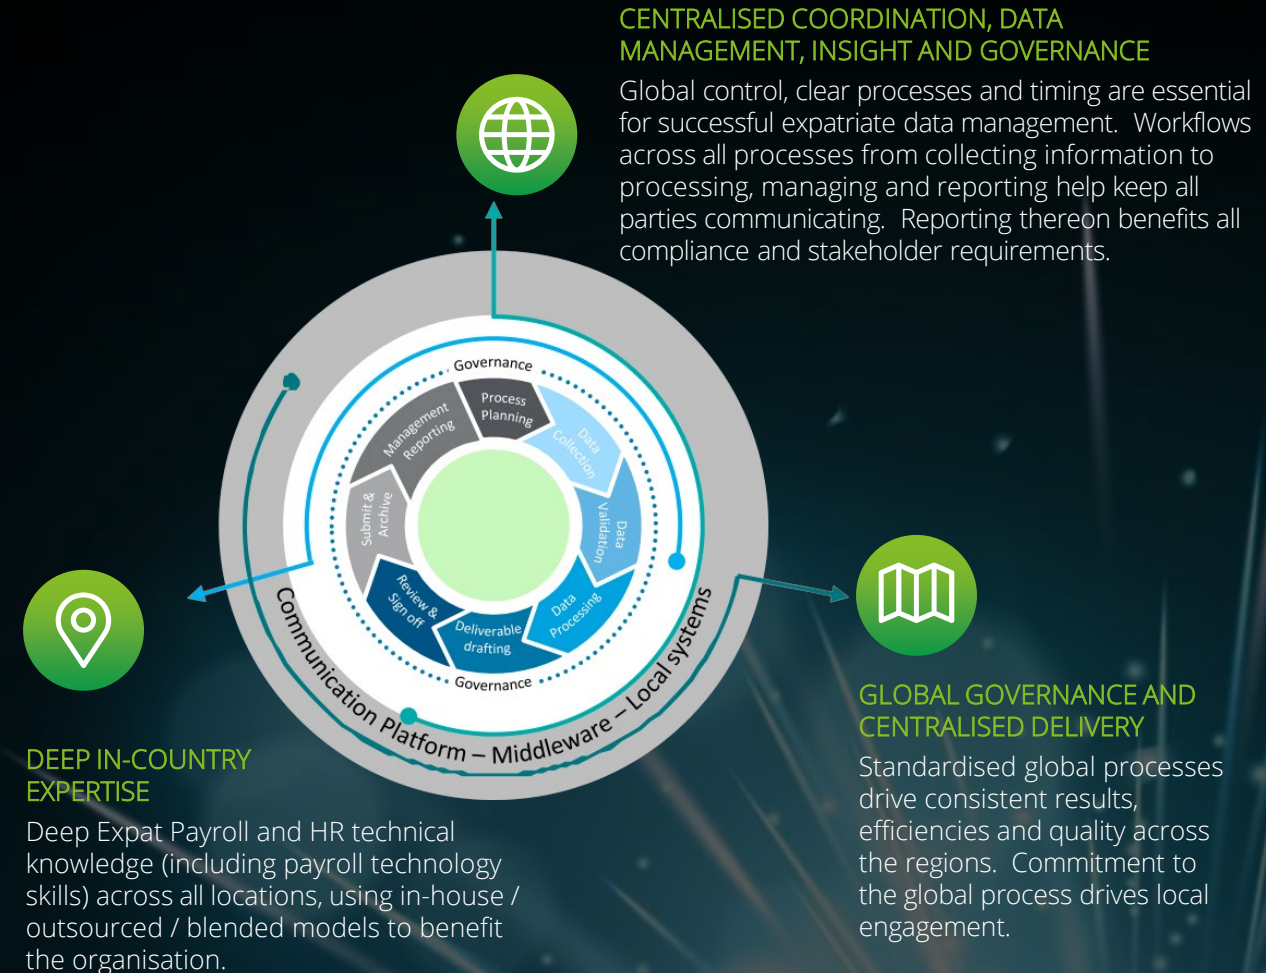 CENTRALISED COORDINATION, DATA
MANAGEMENT, INSIGHT AND GOVERNANCE
Global control, clear processes and timing are essential
for successful expatriate data management.  Workflows
across all processes from collecting information to
processing, managing and reporting help keep all
parties communicating.  Reporting thereon benefits all
compliance and stakeholder requirements.
Governance
Process
Planning
Data
Collection
Data
Validation
Data
Processing
Deliverable
drafting
Review &
Sign off
Submit &
Archive
Management
Reporting
Governance
Communication Platform – Middleware – Local systems
DEEP IN-COUNTRY
EXPERTISE
Deep Expat Payroll and HR technical
knowledge (including payroll technology
skills) across all locations, using in-house /
outsourced / blended models to benefit
the organisation.
GLOBAL GOVERNANCE AND
CENTRALISED DELIVERY
Standardised global processes
drive consistent results,
efficiencies and quality across
the regions.  Commitment to
the global process drives local
engagement.